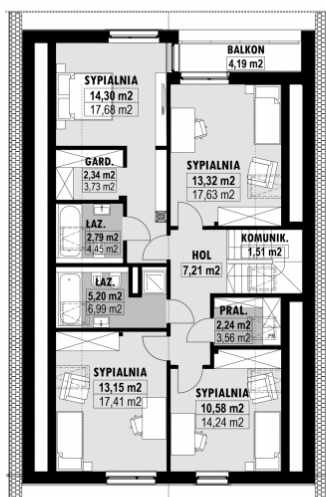 BALKON
4,19 m2
SYPIALNIA
14,30 m2
17,68 m2
GARD.
2,34 m2
3,73 m2
SYPIALNIA
13,32 m2
17,63 m2
ŁAZ.
2,79 m2
4,45 m2
HOL
7,21 m2
KOMUNIK.
1,51 m2
ŁAZ.
5,20 m2
6,99 m2
PRAL.
2,24 m2
3,56 m2
SYPIALNIA
13,15 m2
17,41 m2
SYPIALNIA
10,58 m2
14,24 m2